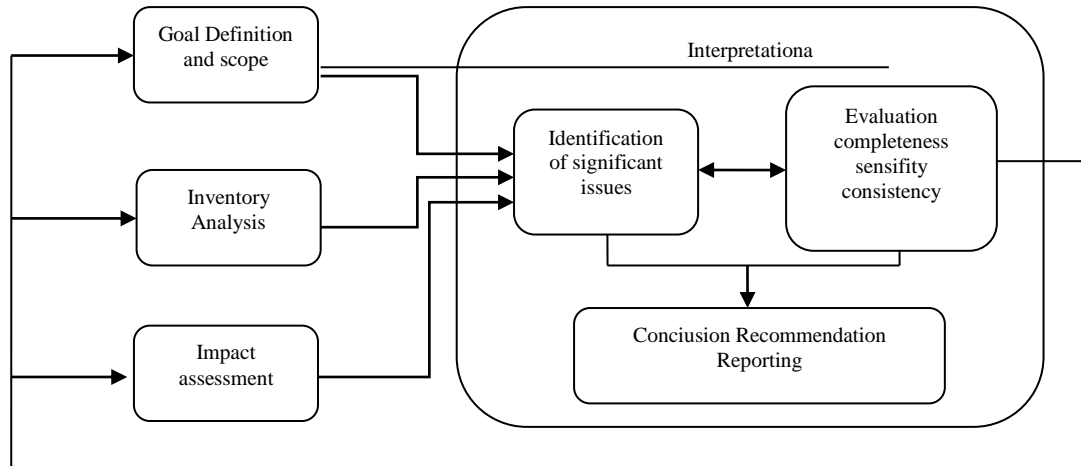 Goal Definition
and scope
Interpretationa
Identification
of significant
issues
Evaluation
completeness
sensifity
consistency
Inventory
Analysis
Conciusion Recommendation
Reporting
Impact
assessment